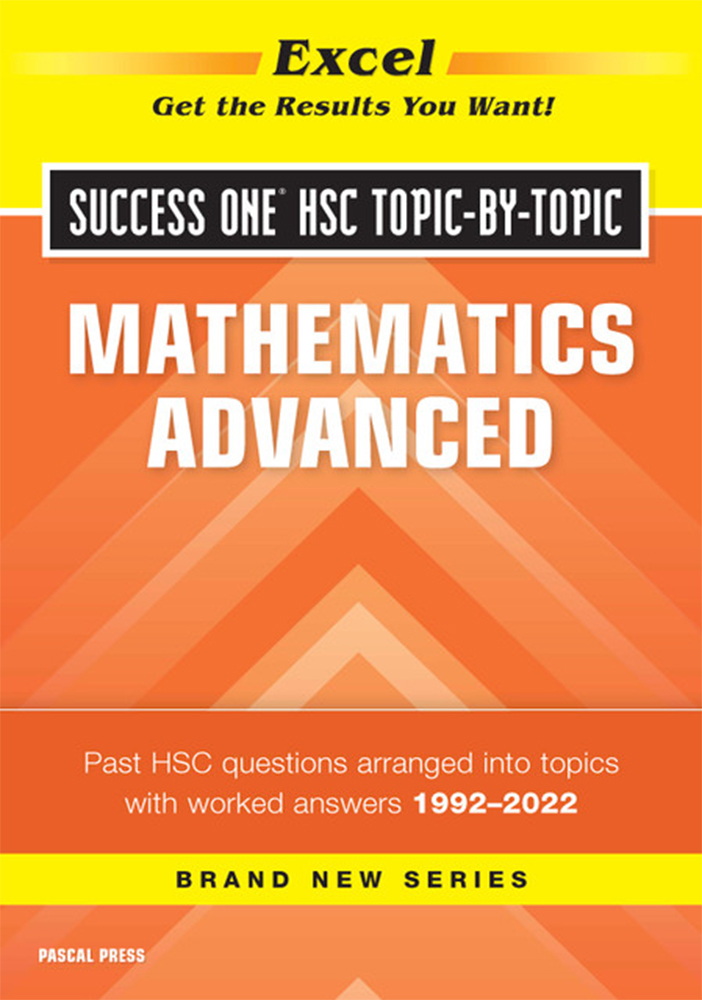 Excel
Get the Results You Want!
SUCCESS ONE® HSC TOPIC-BY-TOPIC
MATHEMATICS
ADVANCED
Past HSC questions arranged into topics
with worked answers 1992–2022
BRAND NEW SERIES
PASCAL PRESS